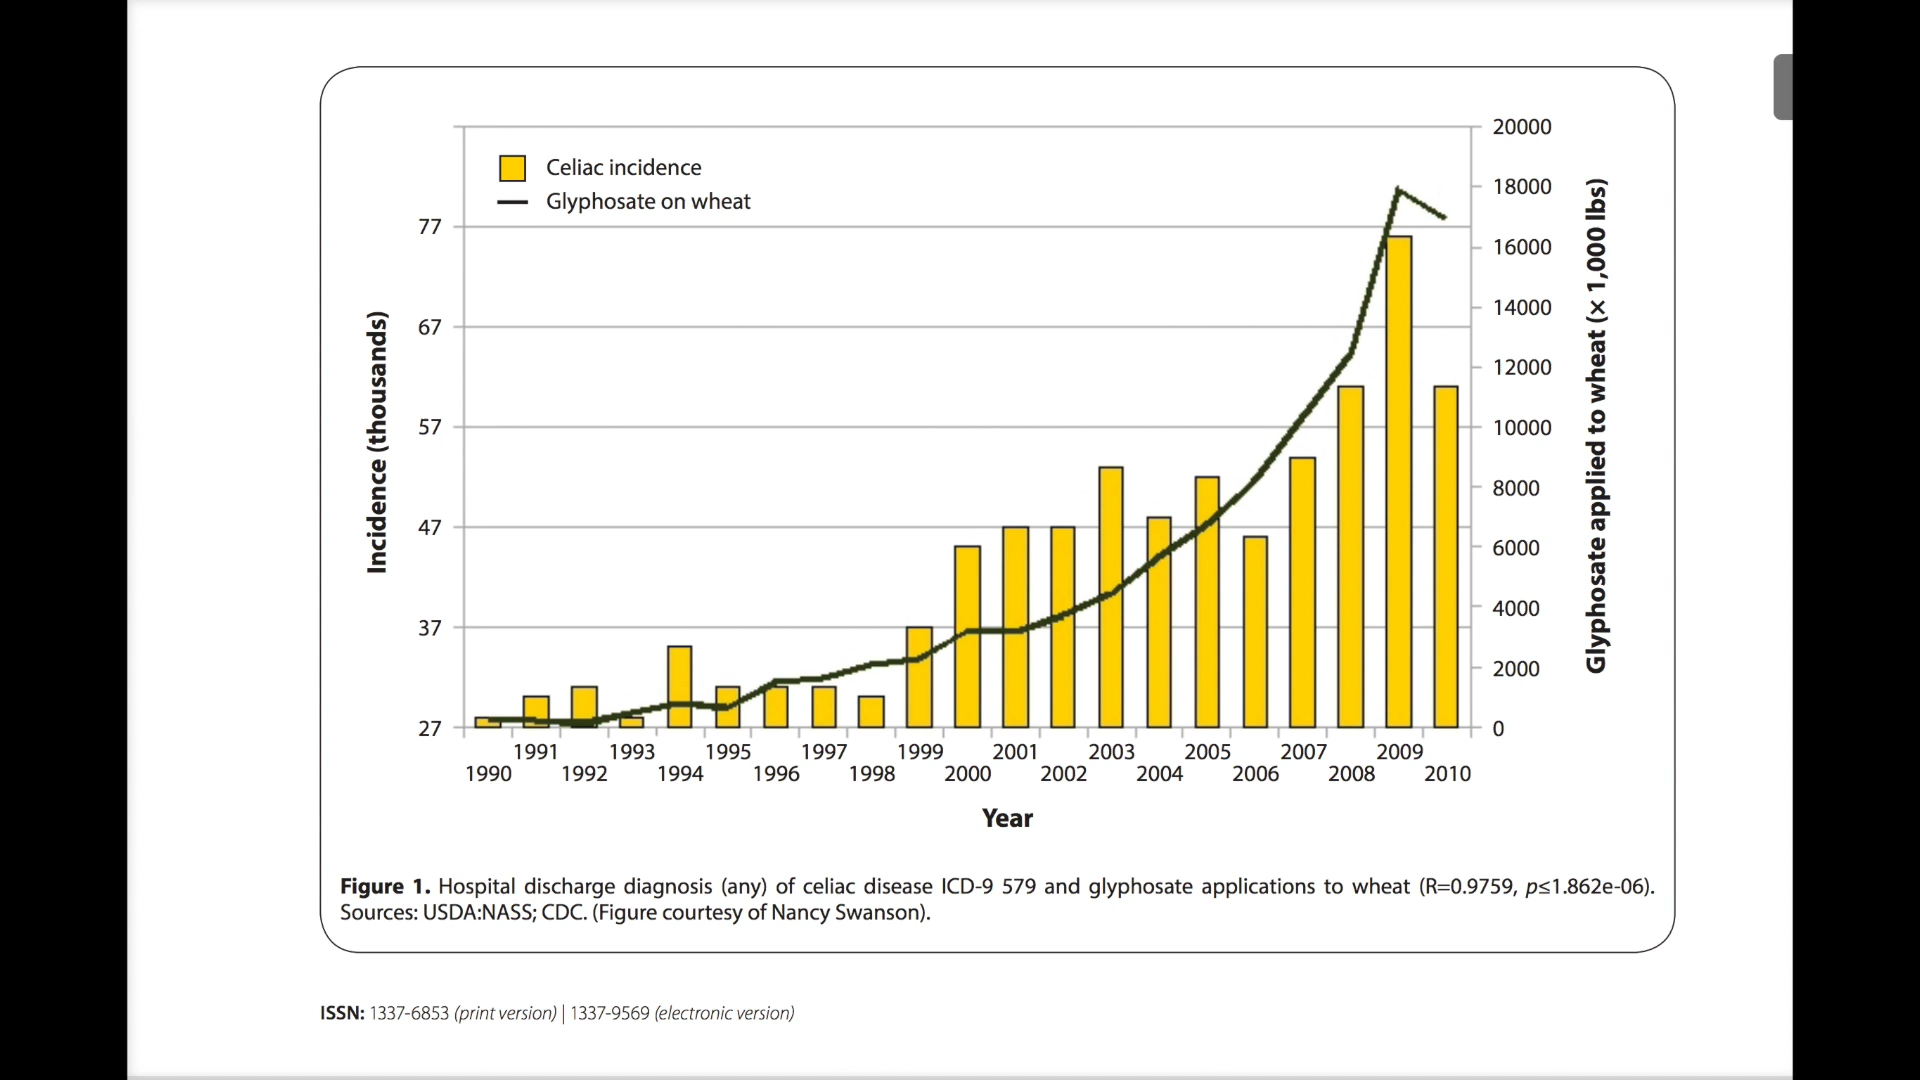 Celiac incidence
Glyphosate on wheat
77
67
57
47
37
27
Incidence (thousands)
20000
18000
16000
14000
12000
10000
8000
6000
4000
2000
0
Glyphosate applied to wheat (× 1,000 lbs)
1991 1993 1995 1997 1999 2001 2003 2005 2007 2009
1990 1992 1994 1996 1998 2000 2002 2004 2006 2008 2010
Year
Figure 1. Hospital discharge diagnosis (any) of celiac disease ICD-9 579 and glyphosate applications to wheat (R=0.9759, p≤1.862e-06).
Sources: USDA:NASS; CDC. (Figure courtesy of Nancy Swanson).
ISSN: 1337-6853 (print version) | 1337-9569 (electronic version)